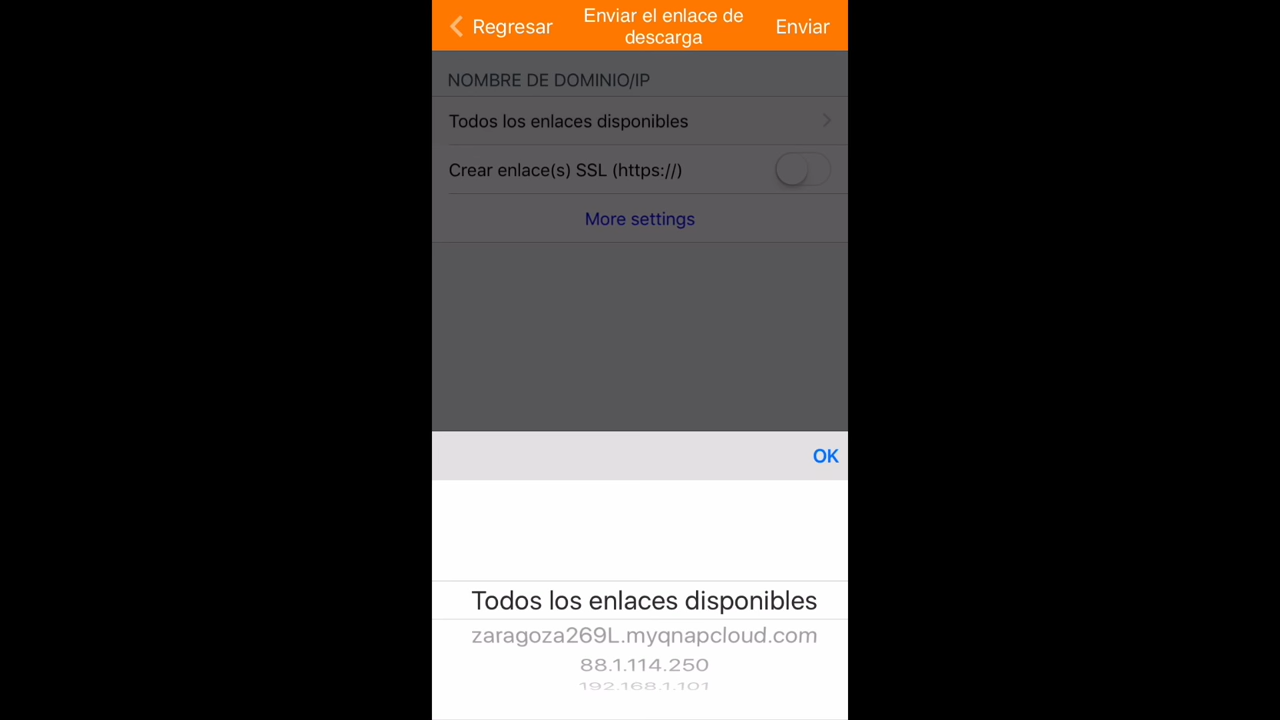 Regresar
Enviar el enlace de
descarga
Enviar
NOMBRE DE DOMINIO/IP
Todos los enlaces disponibles
Crear enlace(s) SSL (https://)
More settings
OK
Todos los enlaces disponibles
zaragoza269L.myqnapcloud.com
88.1.114.250
192.168.1.101